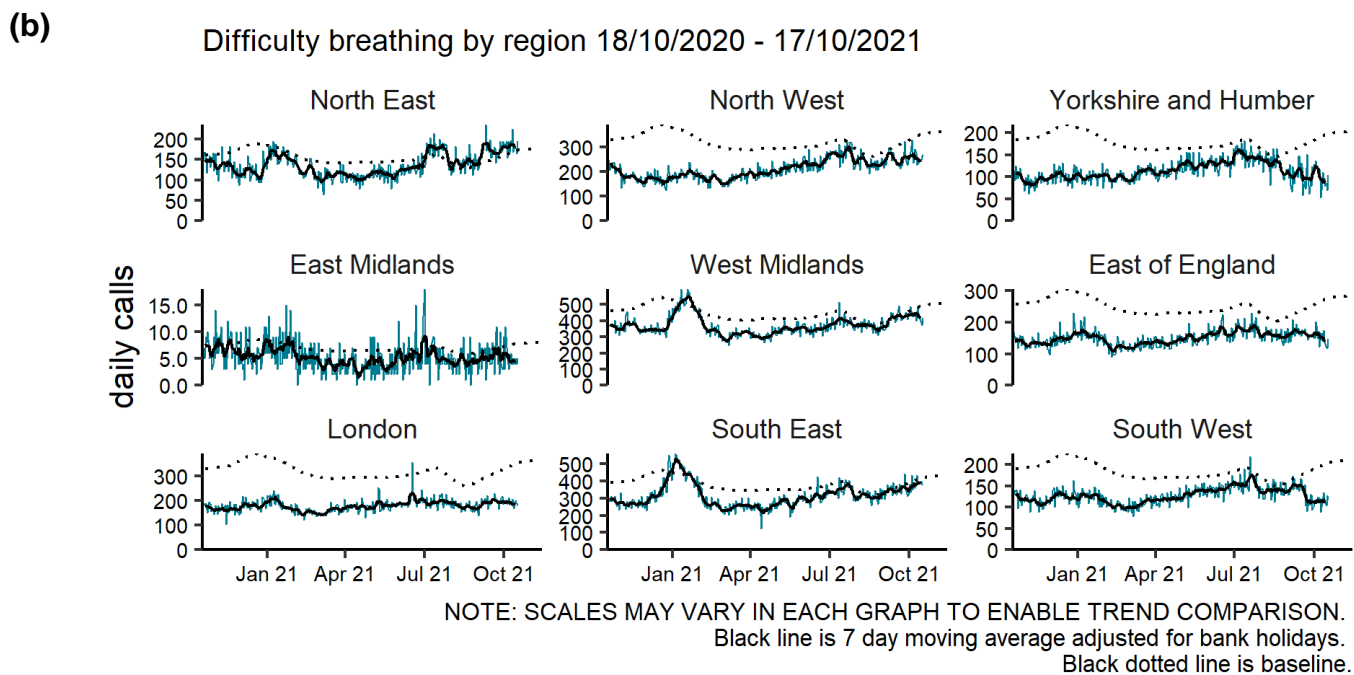 (b)
Difficulty breathing by region 18/10/2020 - 17/10/2021
daily calls
North East
200
150
100
50
0
North West
300
200
100
0
Yorkshire and Humber
200
150
100
50
0
East Midlands
15.0
10.0
5.0
0.0
West Midlands
500
400
300
200
100
0
East of England
300
200
100
0
London
300
200
100
0
Jan 21 Apr 21 Jul 21 Oct 21
South East
500
400
300
200
100
0
Jan 21 Apr 21 Jul 21 Oct 21
South West
200
150
100
50
0
Jan 21 Apr 21 Jul 21 Oct 21
NOTE: SCALES MAY VARY IN EACH GRAPH TO ENABLE TREND COMPARISON.
Black line is 7 day moving average adjusted for bank holidays.
Black dotted line is baseline.